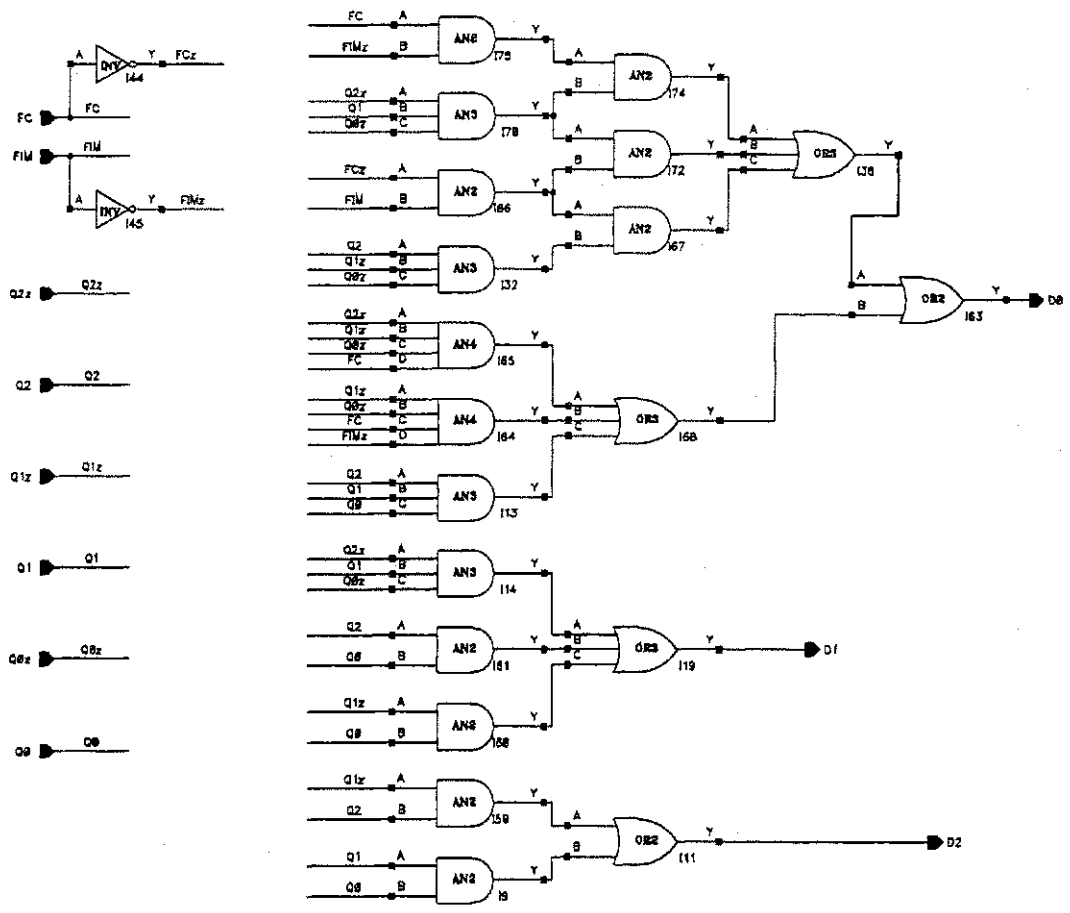 A INV Y FCz
I44
FC FC
FIM FIM
A INV Y FIMz
I45
Q2z Q2z
Q2 Q2
Q1z Q1z
Q1 Q1
Q0z Q0z
Q0 Q0
FC A Y
FIMz B I75
Q2z A
Q1 B AN3 Y
Q0z C I70
FCz A AN2 Y
FIM B I66
Q2 A
Q1z B AN3 Y
Q0z C I32
A AN2 Y
B I74
A AN2 Y
B I72
A AN2 Y
B I67
A
B OR3 Y
C
Q2z A
Q1z B AN4 Y
Q0z C I65
FC D
Q1z A
Q0z B AN4 Y
FC C I64
FIMz D
Q2 A
Q1 B AN3 Y
Q0 C I13
A
B OR3 Y
C I68
A OR2 Y D0
B I63
Q2z A
Q1 B AN3 Y
Q0z C I14
Q2 A AN2 Y
Q0 B I61
Q1z A AN2 Y
Q0 B
A
B OR3 Y D1
C I19
Q1z A AN2 Y
Q2 B I59
Q1 A AN2 Y
Q0 B I9
A OR2 Y D2
B I11